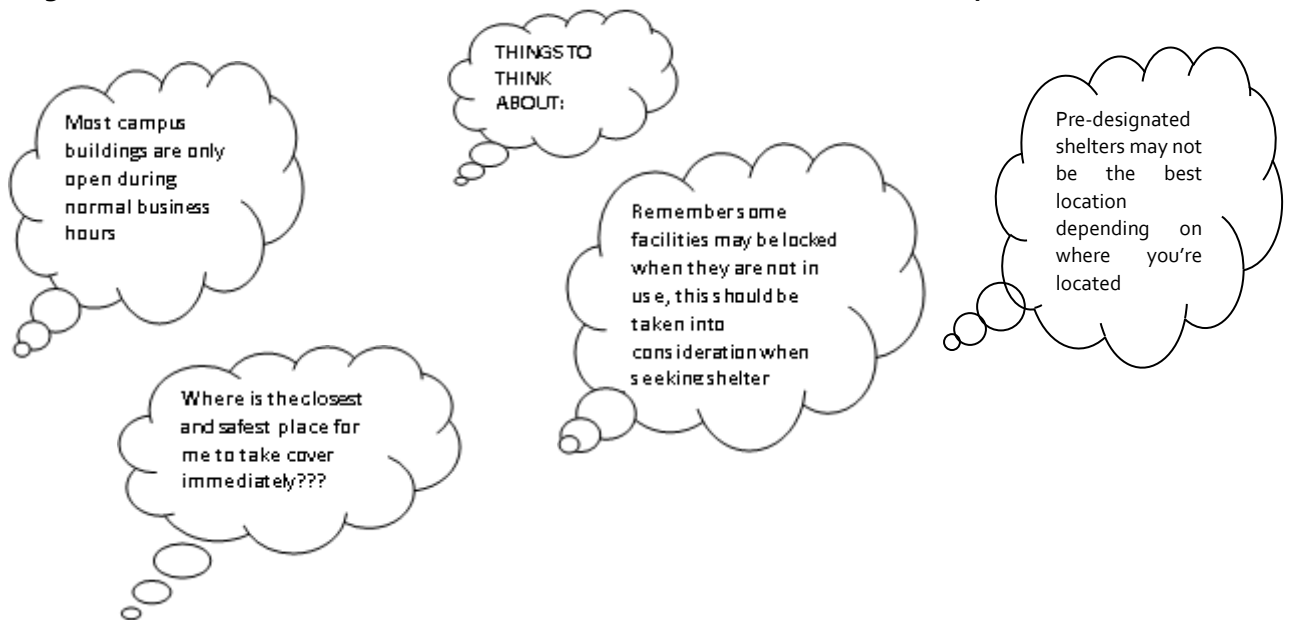 THINGS TO
THINK
ABOUT:
Most campus
buildings are only
open during
normal business
hours
Remember some
facilities may be locked
when they are not in
use, this should be
taken into
consideration when
seeking shelter
Pre-designated
shelters may not
be the best
location
depending on
where you’re
located
Where is the closest
and safest place for
me to take cover
immediately???